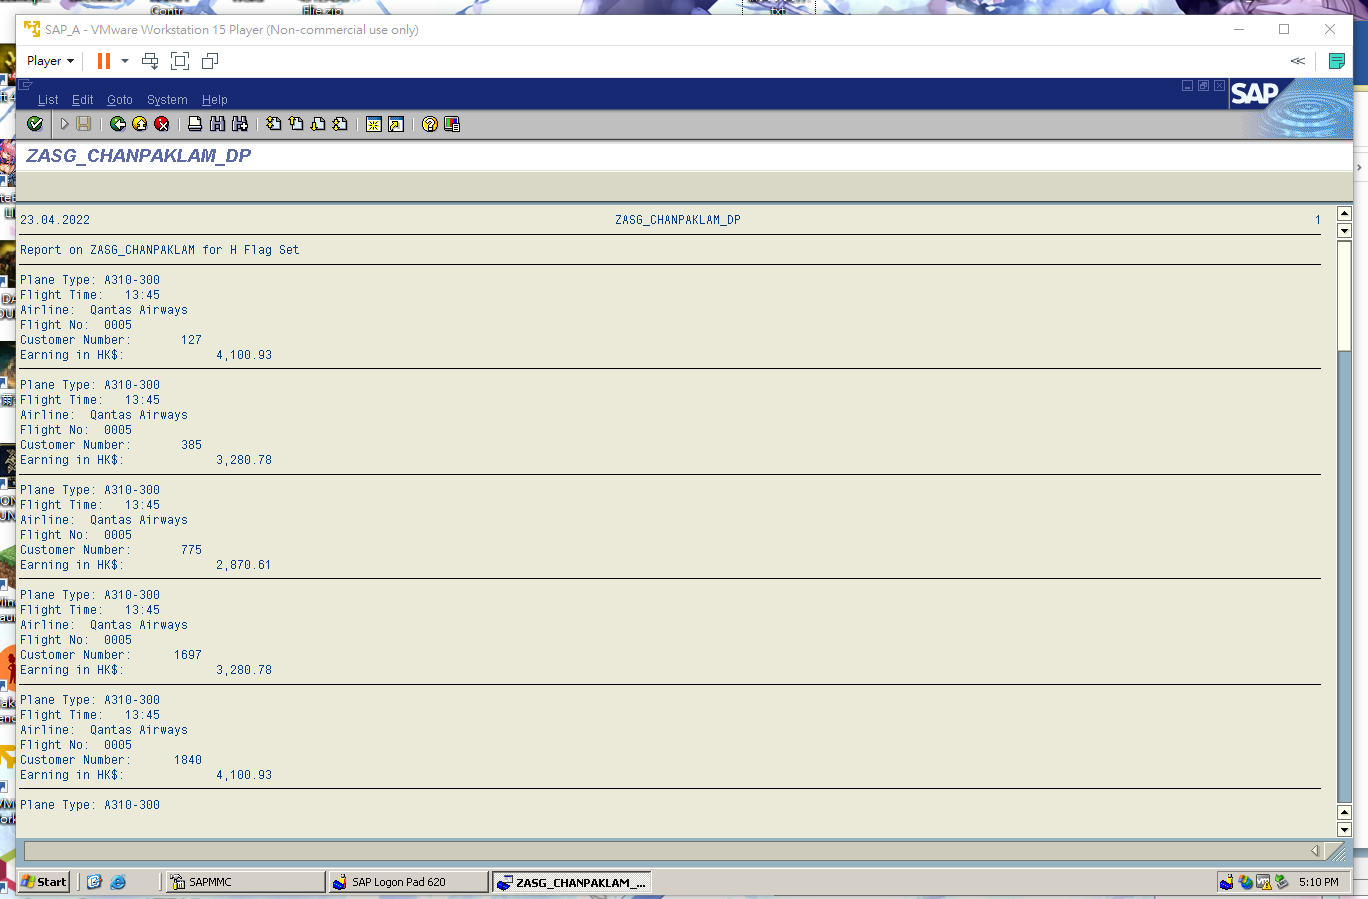 Contr...
File.zip
txt
SAP_A - VMware Workstation 15 Player (Non-commercial use only)
Player
List Edit Goto System Help
SAP
ZASG_CHANPAKLAM_DP
23.04.2022 ZASG_CHANPAKLAM_DP 1
Report on ZASG_CHANPAKLAM for H Flag Set
Plane Type: A310-300
Flight Time: 13:45
Airline: Qantas Airways
Flight No: 0005
Customer Number: 127
Earning in HK$: 4,100.93
Plane Type: A310-300
Flight Time: 13:45
Airline: Qantas Airways
Flight No: 0005
Customer Number: 385
Earning in HK$: 3,280.78
Plane Type: A310-300
Flight Time: 13:45
Airline: Qantas Airways
Flight No: 0005
Customer Number: 775
Earning in HK$: 2,870.61
Plane Type: A310-300
Flight Time: 13:45
Airline: Qantas Airways
Flight No: 0005
Customer Number: 1697
Earning in HK$: 3,280.78
Plane Type: A310-300
Flight Time: 13:45
Airline: Qantas Airways
Flight No: 0005
Customer Number: 1840
Earning in HK$: 4,100.93
Plane Type: A310-300
Start SAPMMC SAP Logon Pad 620 ZASG_CHANPAKLAM_... 5:10 PM